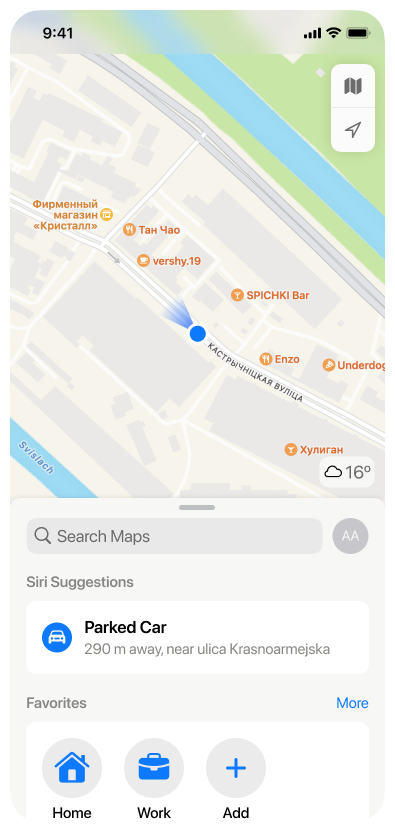 9:41
Фирменный
магазин
«Кристалл»
Тан Чао
vershy.19
SPICHKI Bar
КАСТРЫЧНІЦКАЯ ВУЛІЦА
Enzo
Underdog
Хулиган
Svislach
16º
Search Maps
AA
Siri Suggestions
Parked Car
290 m away, near ulica Krasnoarmejska
Favorites
More
Home
Work
Add